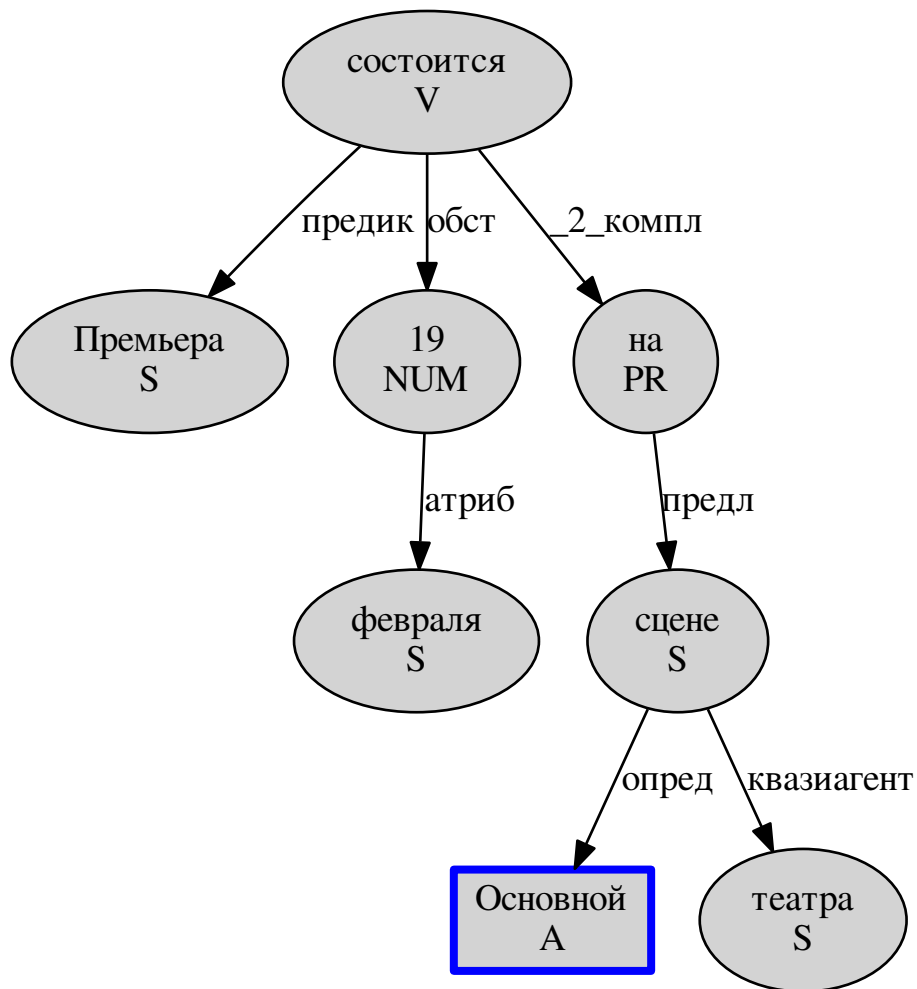 состоится
V
предик
обст
_2_компл
Премьера
S
19
NUM
на
PR
атриб
предл
февраля
S
сцене
S
опред
квазиагент
Основной
A
театра
S